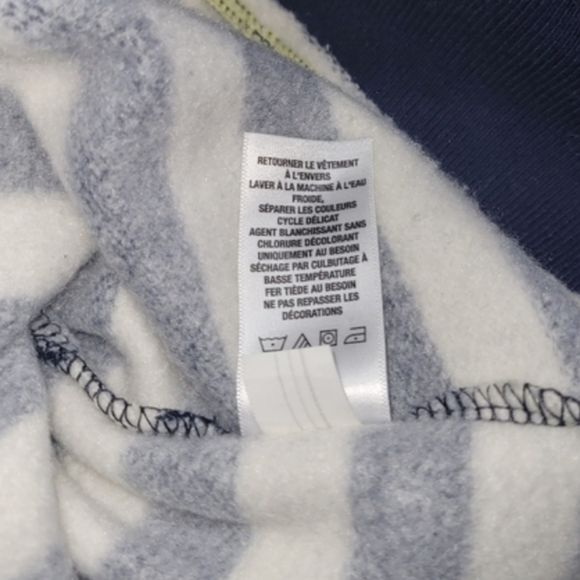 RETOURNER LE VÊTEMENT
À L'ENVERS
LAVER À LA MACHINE À L'EAU
FROIDE,
SÉPARER LES COULEURS
CYCLE DÉLICAT
AGENT BLANCHISSANT SANS
CHLORURE DÉCOLORANT
UNIQUEMENT AU BESOIN
SÉCHAGE PAR CULBUTAGE À
BASSE TEMPÉRATURE
FER TIÈDE AU BESOIN
NE PAS REPASSER LES
DÉCORATIONS